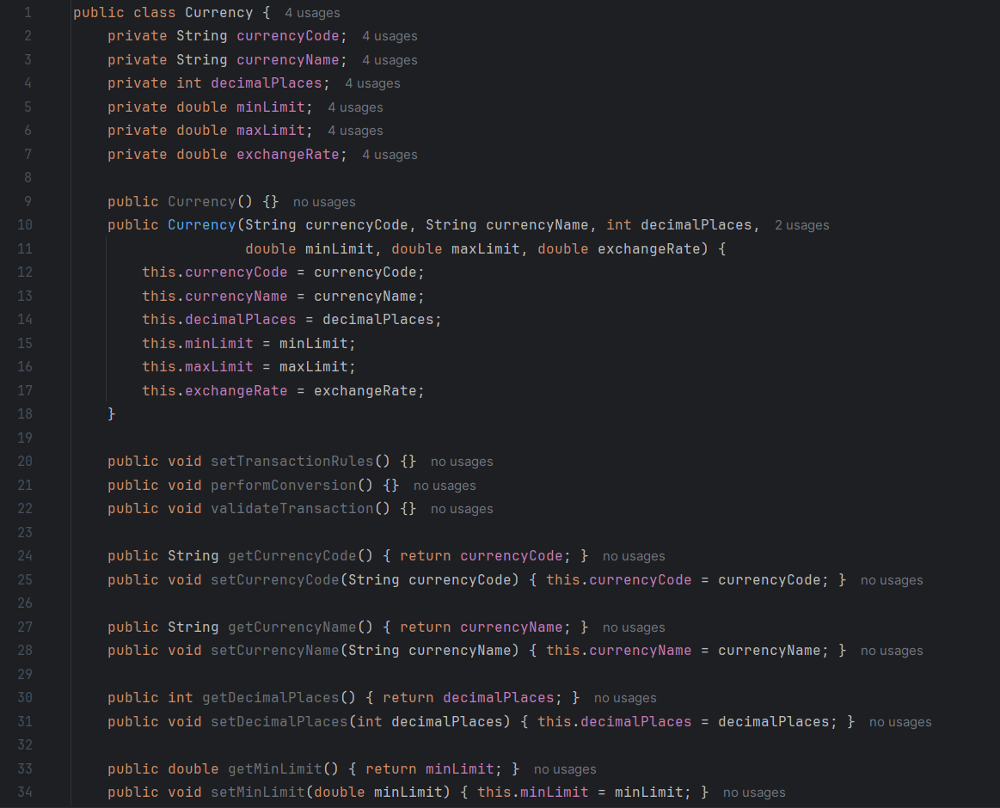 1 public class Currency { 4 usages
2 private String currencyCode; 4 usages
3 private String currencyName; 4 usages
4 private int decimalPlaces; 4 usages
5 private double minLimit; 4 usages
6 private double maxLimit; 4 usages
7 private double exchangeRate; 4 usages
8
9 public Currency() {} no usages
10 public Currency(String currencyCode, String currencyName, int decimalPlaces, 2 usages
11 double minLimit, double maxLimit, double exchangeRate) {
12 this.currencyCode = currencyCode;
13 this.currencyName = currencyName;
14 this.decimalPlaces = decimalPlaces;
15 this.minLimit = minLimit;
16 this.maxLimit = maxLimit;
17 this.exchangeRate = exchangeRate;
18 }
19
20 public void setTransactionRules() {} no usages
21 public void performConversion() {} no usages
22 public void validateTransaction() {} no usages
23
24 public String getCurrencyCode() { return currencyCode; } no usages
25 public void setCurrencyCode(String currencyCode) { this.currencyCode = currencyCode; } no usages
26
27 public String getCurrencyName() { return currencyName; } no usages
28 public void setCurrencyName(String currencyName) { this.currencyName = currencyName; } no usages
29
30 public int getDecimalPlaces() { return decimalPlaces; } no usages
31 public void setDecimalPlaces(int decimalPlaces) { this.decimalPlaces = decimalPlaces; } no usages
32
33 public double getMinLimit() { return minLimit; } no usages
34 public void setMinLimit(double minLimit) { this.minLimit = minLimit; } no usages